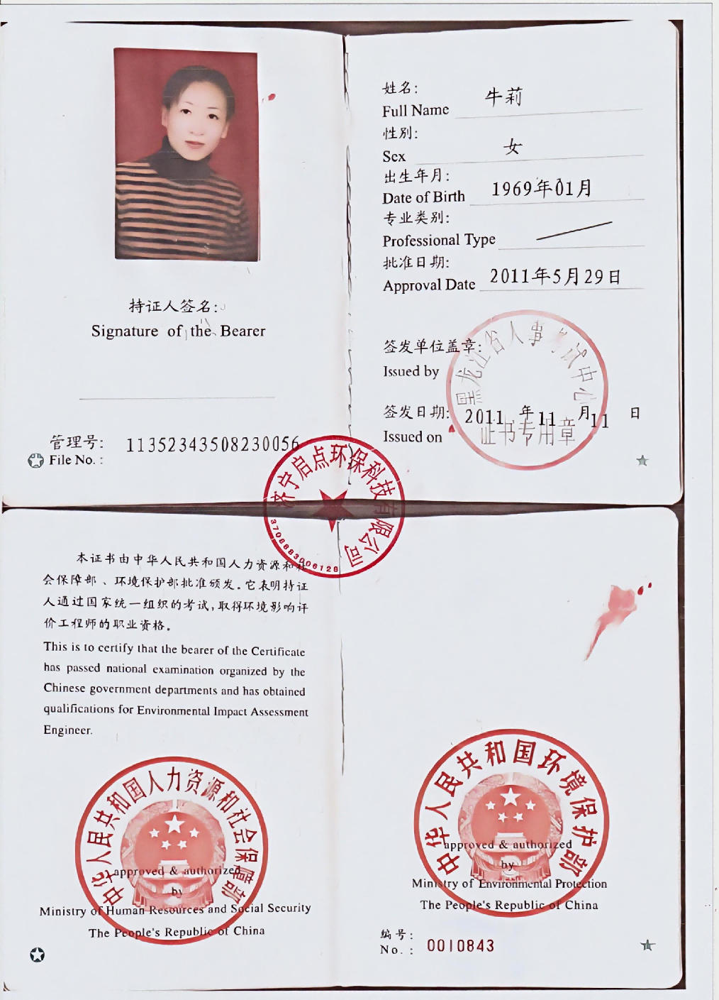 姓名:
牛莉
Full Name
性别:
女
Sex
出生年月:
1969年01月
Date of Birth
专业类别:
Professional Type
批准日期:
2011年5月29日
Approval Date
持证人签名:
Signature of the Bearer
签发单位盖章:
Issued by
黑龙江省人事考试中心
证书专用章
签发日期:
2011 年 11 月 11 日
Issued on
管理号:
11352343508230056
File No. :
济宁启点环保科技有限公司
3708883006128
本证书由中华人民共和国人力资源和社
会保障部、环境保护部批准颁发。它表明持证
人通过国家统一组织的考试,取得环境影响评
价工程师的职业资格。
This is to certify that the bearer of the Certificate
has passed national examination organized by the
Chinese government departments and has obtained
qualifications for Environmental Impact Assessment
Engineer.
中华人民共和国人力资源和社会保障部
approved & authorized
by
Ministry of Human Resources and Social Security
The People's Republic of China
中华人民共和国环境保护部
approved & authorized
by
Ministry of Environmental Protection
The People's Republic of China
编号:
No. :
0010843